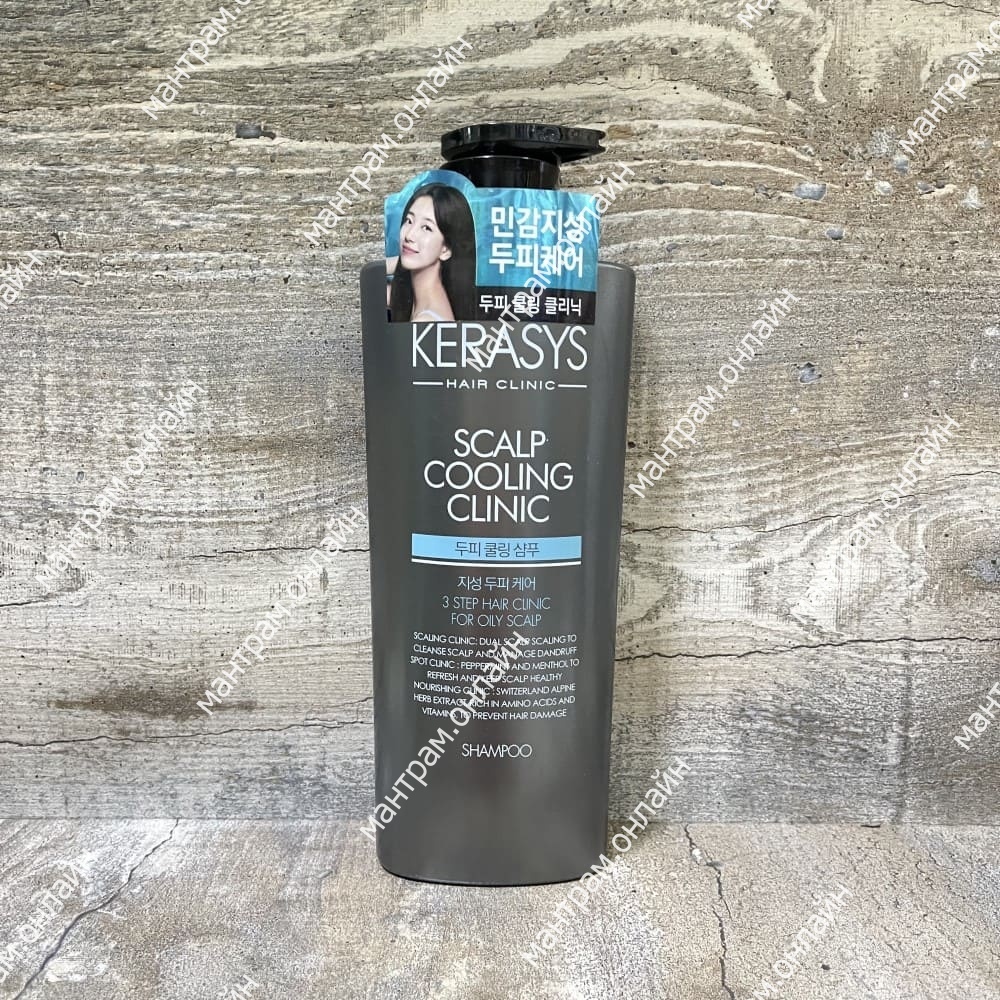 민감지성
두피케어
두피 쿨링 클리닉
KERASYS
HAIR CLINIC
SCALP
COOLING
CLINIC
두피 쿨링 샴푸
지성 두피 케어
3 STEP HAIR CLINIC
FOR OILY SCALP
SCALING CLINIC: DUAL SCALP SCALING TO
CLEANSE SCALP AND MANAGE DANDRUFF
SPOT CLINIC : PEPPERMINT AND MENTHOL TO
REFRESH AND KEEP SCALP HEALTHY
NOURISHING CLINIC : SWITZERLAND ALPINE
HERB EXTRACT RICH IN AMINO ACIDS AND
VITAMINS, TO PREVENT HAIR DAMAGE
SHAMPOO
мантрам.онлайн